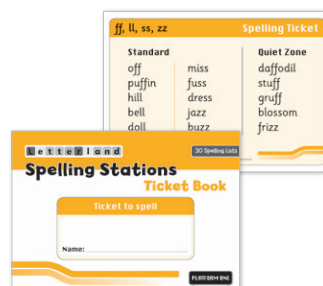 ff, ll, ss, zz Spelling Ticket
Standard Quiet Zone
off miss daffodil
puffin fuss stuff
hill dress gruff
bell jazz blossom
doll buzz frizz
Letterland
30 Spelling Lists
Spelling Stations
Ticket Book
Ticket to spell
Name:
PLATFORM ONE